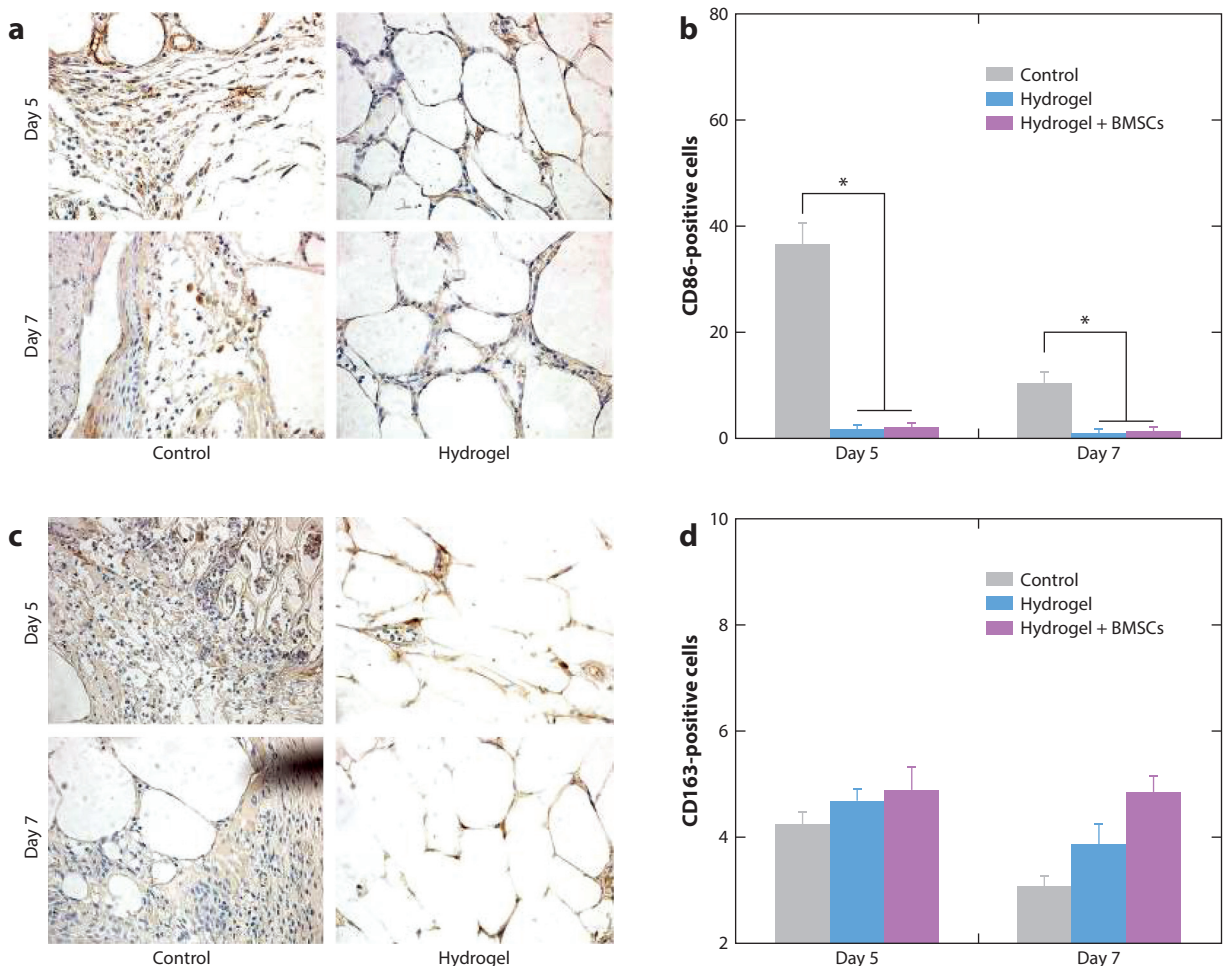 a
Day 5
Day 7
Control
Hydrogel
b
CD86-positive cells
80
60
40
20
0
Control
Hydrogel
Hydrogel + BMSCs
*
*
Day 5
Day 7
c
Day 5
Day 7
Control
Hydrogel
d
CD163-positive cells
10
8
6
4
2
Control
Hydrogel
Hydrogel + BMSCs
Day 5
Day 7